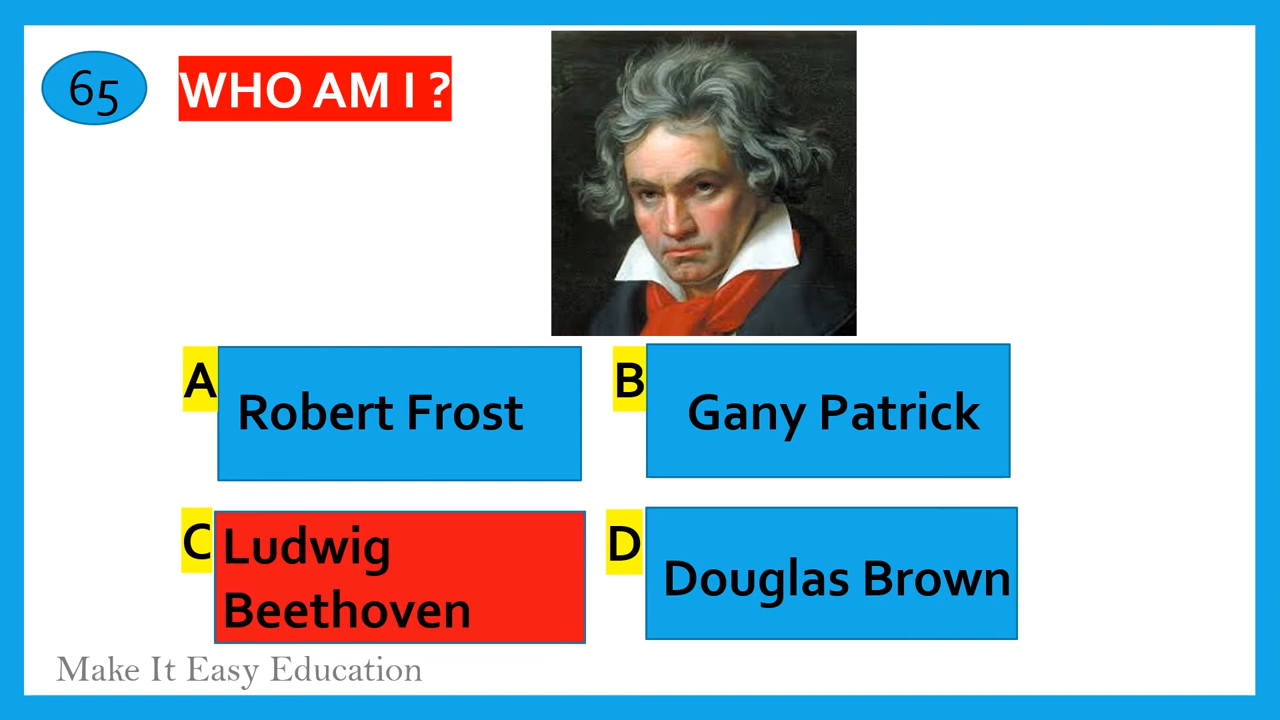 65
WHO AM I ?
A
Robert Frost
B
Gany Patrick
C
Ludwig
Beethoven
D
Douglas Brown
Make It Easy Education